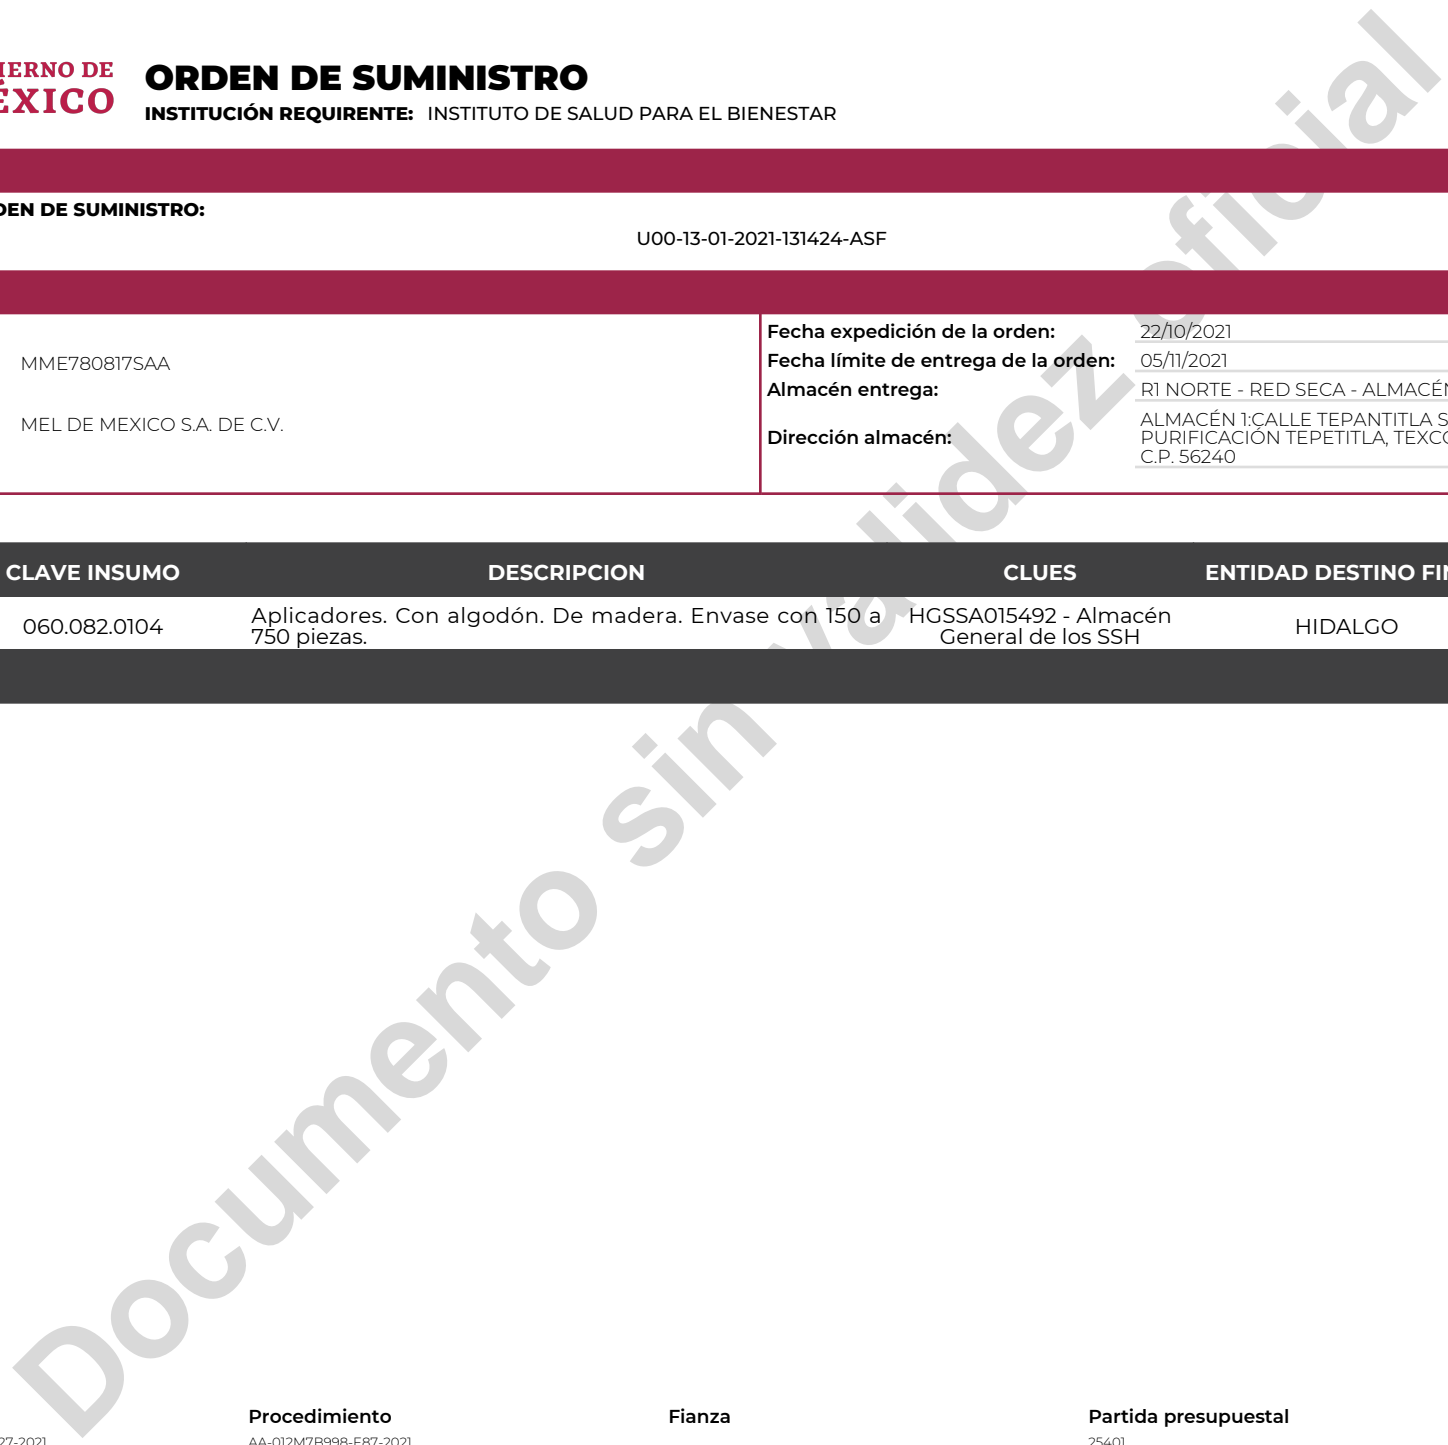 ORDEN DE SUMINISTRO
INSTITUCIÓN REQUIRENTE: INSTITUTO DE SALUD PARA EL BIENESTAR
DE
MÉXICO
DE SUMINISTRO:
U00-13-01-2021-131424-ASF
MME780817SAA
MEL DE MEXICO S.A. DE C.V.
Fecha expedición de la orden: 22/10/2021
Fecha límite de entrega de la orden: 05/11/2021
Almacén entrega: R1 NORTE - RED SECA - ALMACÉN
Dirección almacén: ALMACÉN 1:CALLE TEPANTITLA S
PURIFICACIÓN TEPETITLA, TEXCO
C.P. 56240
CLAVE INSUMO DESCRIPCION CLUES ENTIDAD DESTINO FIN
060.082.0104
Aplicadores. Con algodón. De madera. Envase con 150 a
750 piezas.
HGSSA015492 - Almacén
General de los SSH
HIDALGO
Documento sin validez oficial
Procedimiento Fianza Partida presupuestal
27-2021 AA-012M7B998-E87-2021 25401